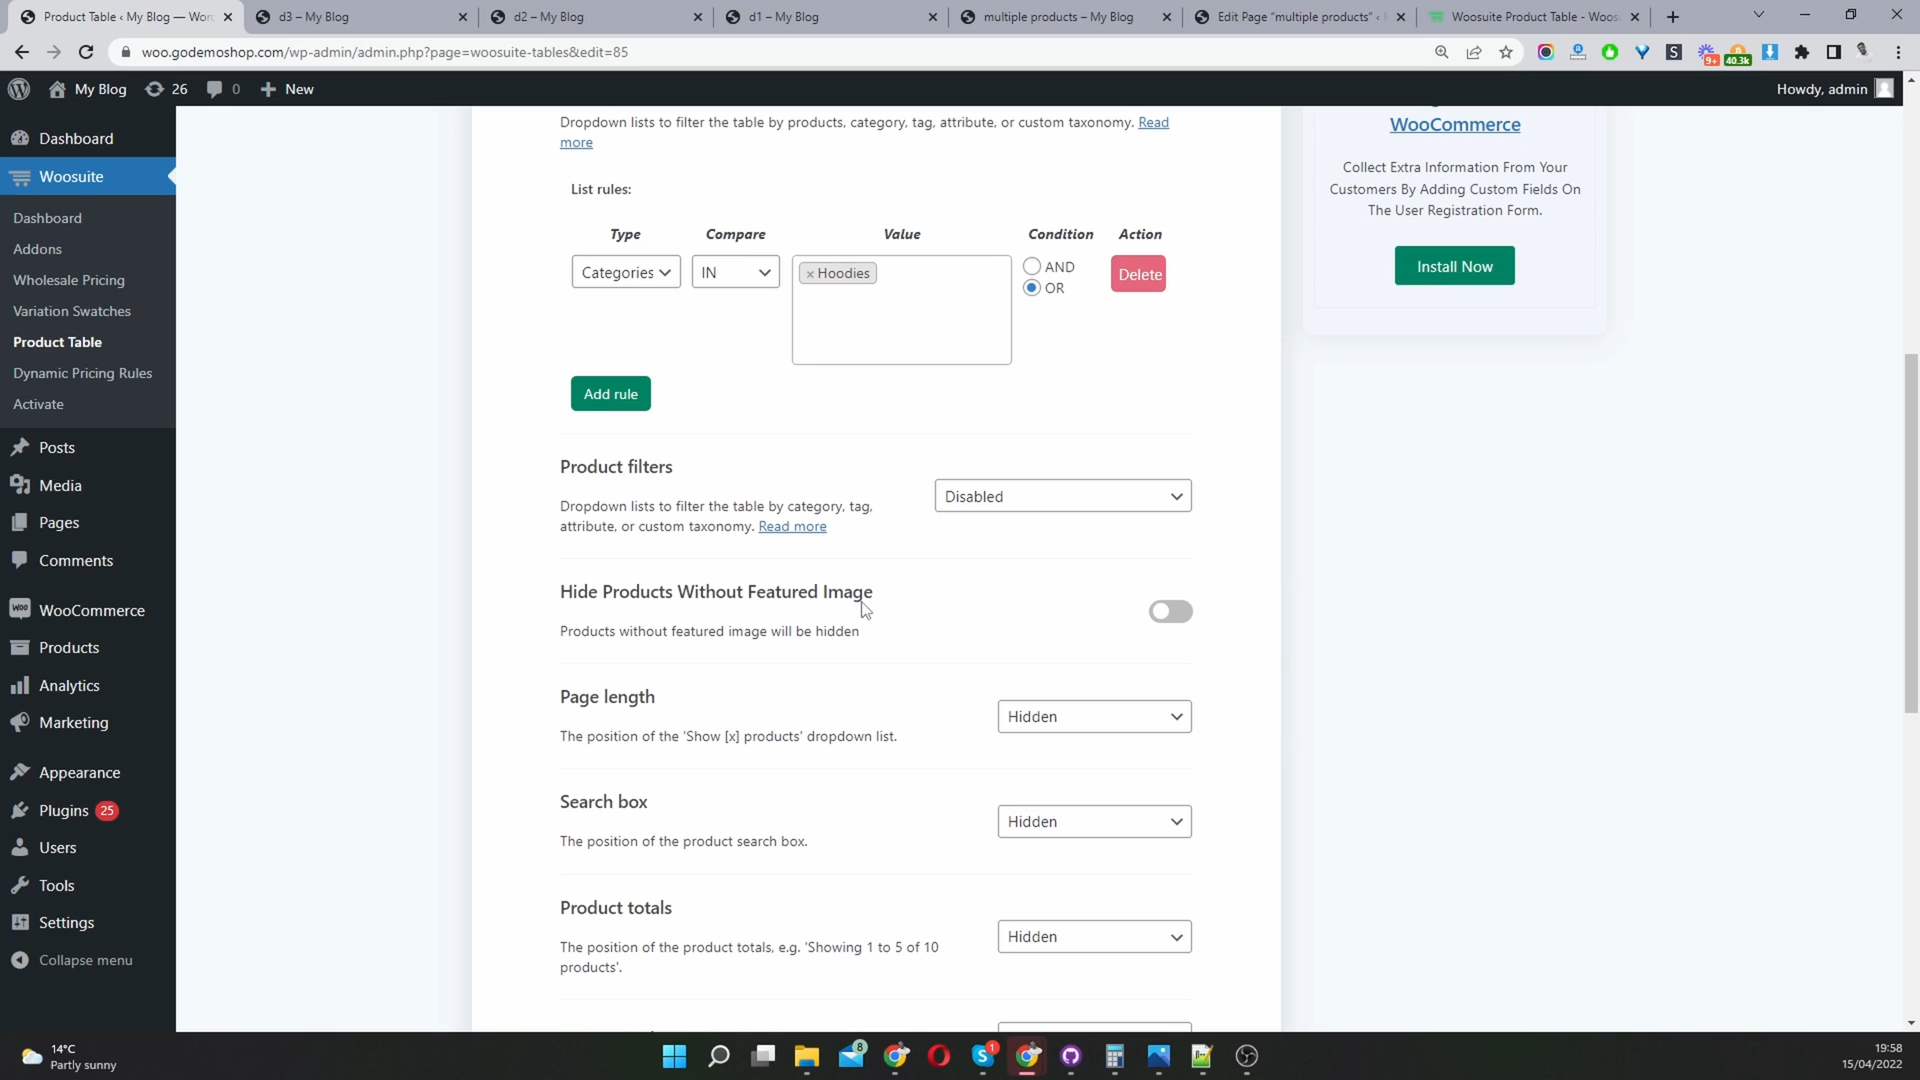 Product Table ‹ My Blog — Wor
d3 – My Blog
d2 – My Blog
d1 – My Blog
multiple products – My Blog
Edit Page "multiple products" ‹
Woosuite Product Table - Woos
woo.godemoshop.com/wp-admin/admin.php?page=woosuite-tables&edit=85
9+
40.3k
My Blog
26
0
New
Howdy, admin
Dashboard
Woosuite
Dashboard
Addons
Wholesale Pricing
Variation Swatches
Product Table
Dynamic Pricing Rules
Activate
Posts
Media
Pages
Comments
WooCommerce
Products
Analytics
Marketing
Appearance
Plugins 25
Users
Tools
Settings
Collapse menu
Dropdown lists to filter the table by products, category, tag, attribute, or custom taxonomy. Read
more
List rules:
Type Compare Value Condition Action
Categories IN × Hoodies AND
OR
Delete
Add rule
Product filters
Dropdown lists to filter the table by category, tag,
attribute, or custom taxonomy. Read more
Disabled
Hide Products Without Featured Image
Products without featured image will be hidden
Page length
The position of the 'Show [x] products' dropdown list.
Hidden
Search box
The position of the product search box.
Hidden
Product totals
The position of the product totals, e.g. 'Showing 1 to 5 of 10
products'.
Hidden
WooCommerce
Collect Extra Information From Your
Customers By Adding Custom Fields On
The User Registration Form.
Install Now
14°C
Partly sunny
8
1
19:58
15/04/2022